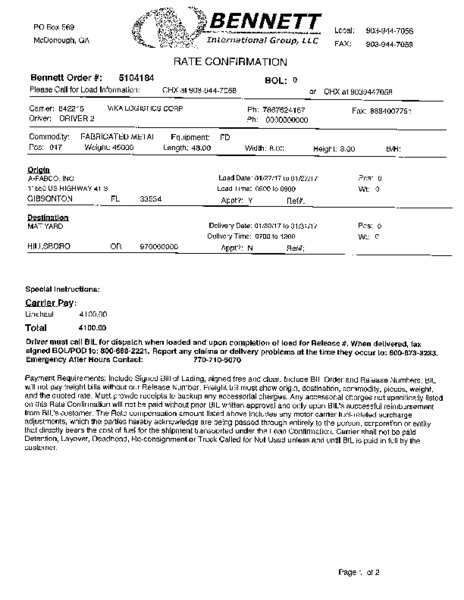 PO Box 569
McDonough, GA
BENNETT
International Group, LLC
Local: 903-944-7056
FAX: 903-944-7066
RATE CONFIRMATION
Bennett Order #: 5104184
BOL: 0
Please Call for Load Information: CHX at 903-944-7058 or CHX at 9039447058
Carrier: 842215 VIKA LOGISTICS CORP Ph: 7867624167 Fax: 8884007761
Driver: DRIVER 2 Ph: 0000000000
Commodity: FABRICATED METAL Equipment: FD
Pcs: 017 Weight: 45000 Length: 48.00 Width: 8.00 Height: 8.00 B/H:
Origin
A-FABCO, INC Load Date: 01/27/17 to 01/27/17 Pcs: 0
11550 US HIGHWAY 41 S Load Time: 0800 to 0900 Wt: 0
GIBSONTON FL 33534 Appt?: Y Ref#:
Destination
MAT YARD Delivery Date: 01/30/17 to 01/31/17 Pcs: 0
Delivery Time: 0700 to 1200 Wt: 0
HILLSBORO OR 970060000 Appt?: N Ref#:
Special Instructions:
Carrier Pay:
Linehaul 4100.00
Total 4100.00
Driver must call BIL for dispatch when loaded and upon completion of load for Release #. When delivered, fax
signed BOL/POD to: 800-688-2221. Report any claims or delivery problems at the time they occur to: 800-673-3233.
Emergency After Hours Contact: 770-710-5070
Payment Requirements: Include Signed Bill of Lading, signed free and clear. Include BIL Order and Release Numbers. BIL
will not pay freight bills without our Release Number. Freight bill must show origin, destination, commodity, pieces, weight,
and the quoted rate. Must provide receipts to backup any accessorial charges. Any accessorial charges not specifically listed
on this Rate Confirmation will not be paid without prior BIL written approval and only upon BIL's successful reimbursement
from BIL's customer. The Rate compensation amount listed above includes any motor carrier fuel-related surcharge
adjustments, which the parties hereby acknowledge are being passed through entirely to the person, corporation or entity
that directly bears the cost of fuel for the shipment transported under the Load Confirmation. Carrier shall not be paid
Detention, Layover, Deadhead, Re-consignment or Truck Called for Not Used unless and until BIL is paid in full by the
customer.
Page 1 of 2